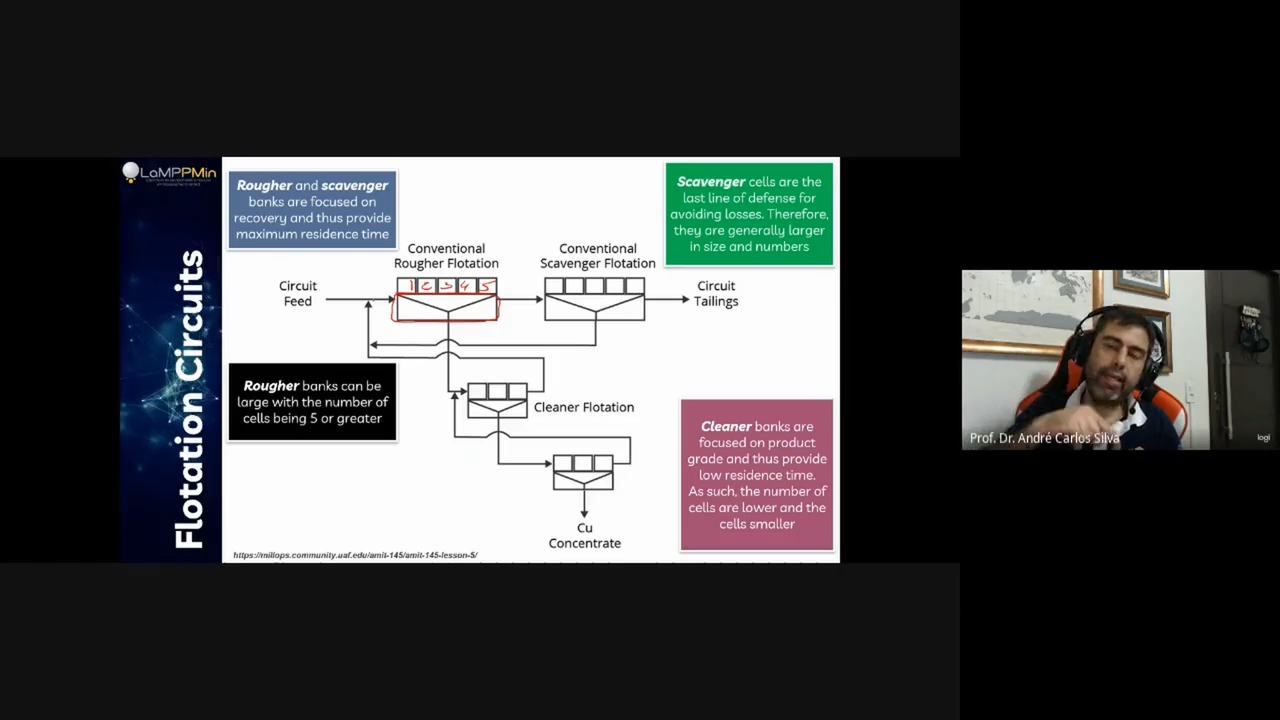 LaMPPMin
Flotation Circuits
Rougher and scavenger
banks are focused on
recovery and thus provide
maximum residence time
Scavenger cells are the
last line of defense for
avoiding losses. Therefore,
they are generally larger
in size and numbers
Conventional
Rougher Flotation
Conventional
Scavenger Flotation
Circuit
Feed
1 2 3 4 5
Circuit
Tailings
Rougher banks can be
large with the number of
cells being 5 or greater
Cleaner Flotation
Cleaner banks are
focused on product
grade and thus provide
low residence time.
As such, the number of
cells are lower and the
cells smaller
Cu
Concentrate
https://millops.community.uaf.edu/amit-145/amit-145-lesson-5/
Prof. Dr. André Carlos Silva
logi